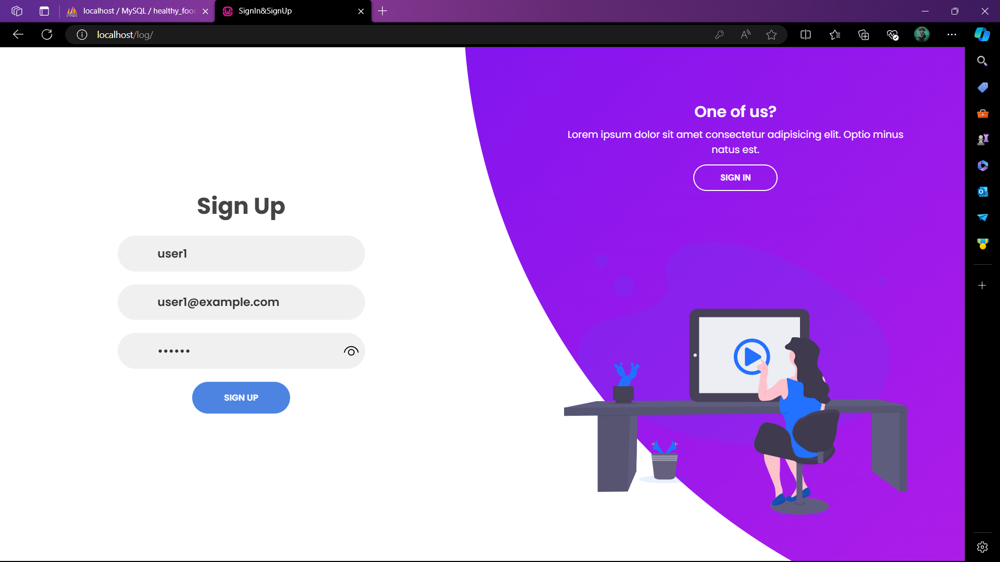 localhost / MySQL / healthy_foo
SignIn&SignUp
localhost/log/
One of us?
Lorem ipsum dolor sit amet consectetur adipisicing elit. Optio minus
natus est.
SIGN IN
Sign Up
user1
user1@example.com
••••••
SIGN UP